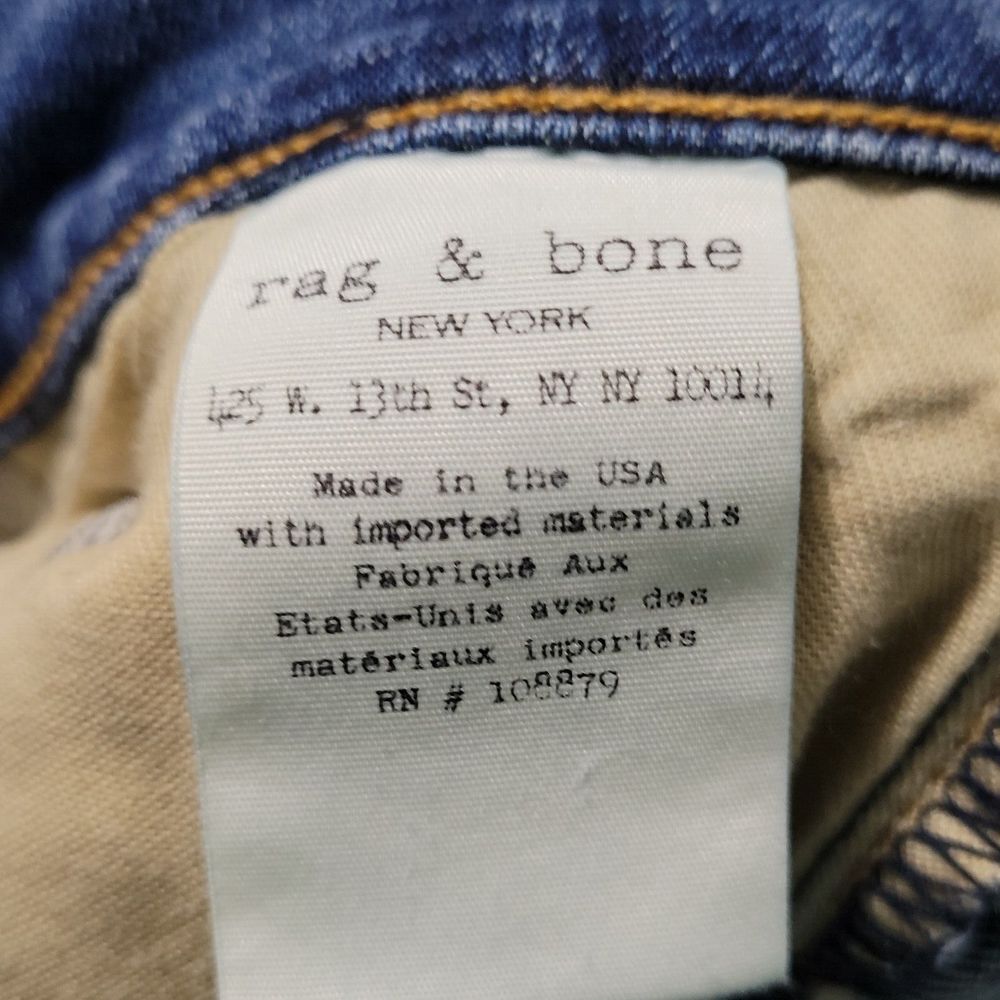 rag & bone
NEW YORK
425 W. 13th St, NY NY 10014
Made in the USA
with imported materials
Fabriqué Aux
Etats-Unis avec des
matériaux importés
RN # 108879